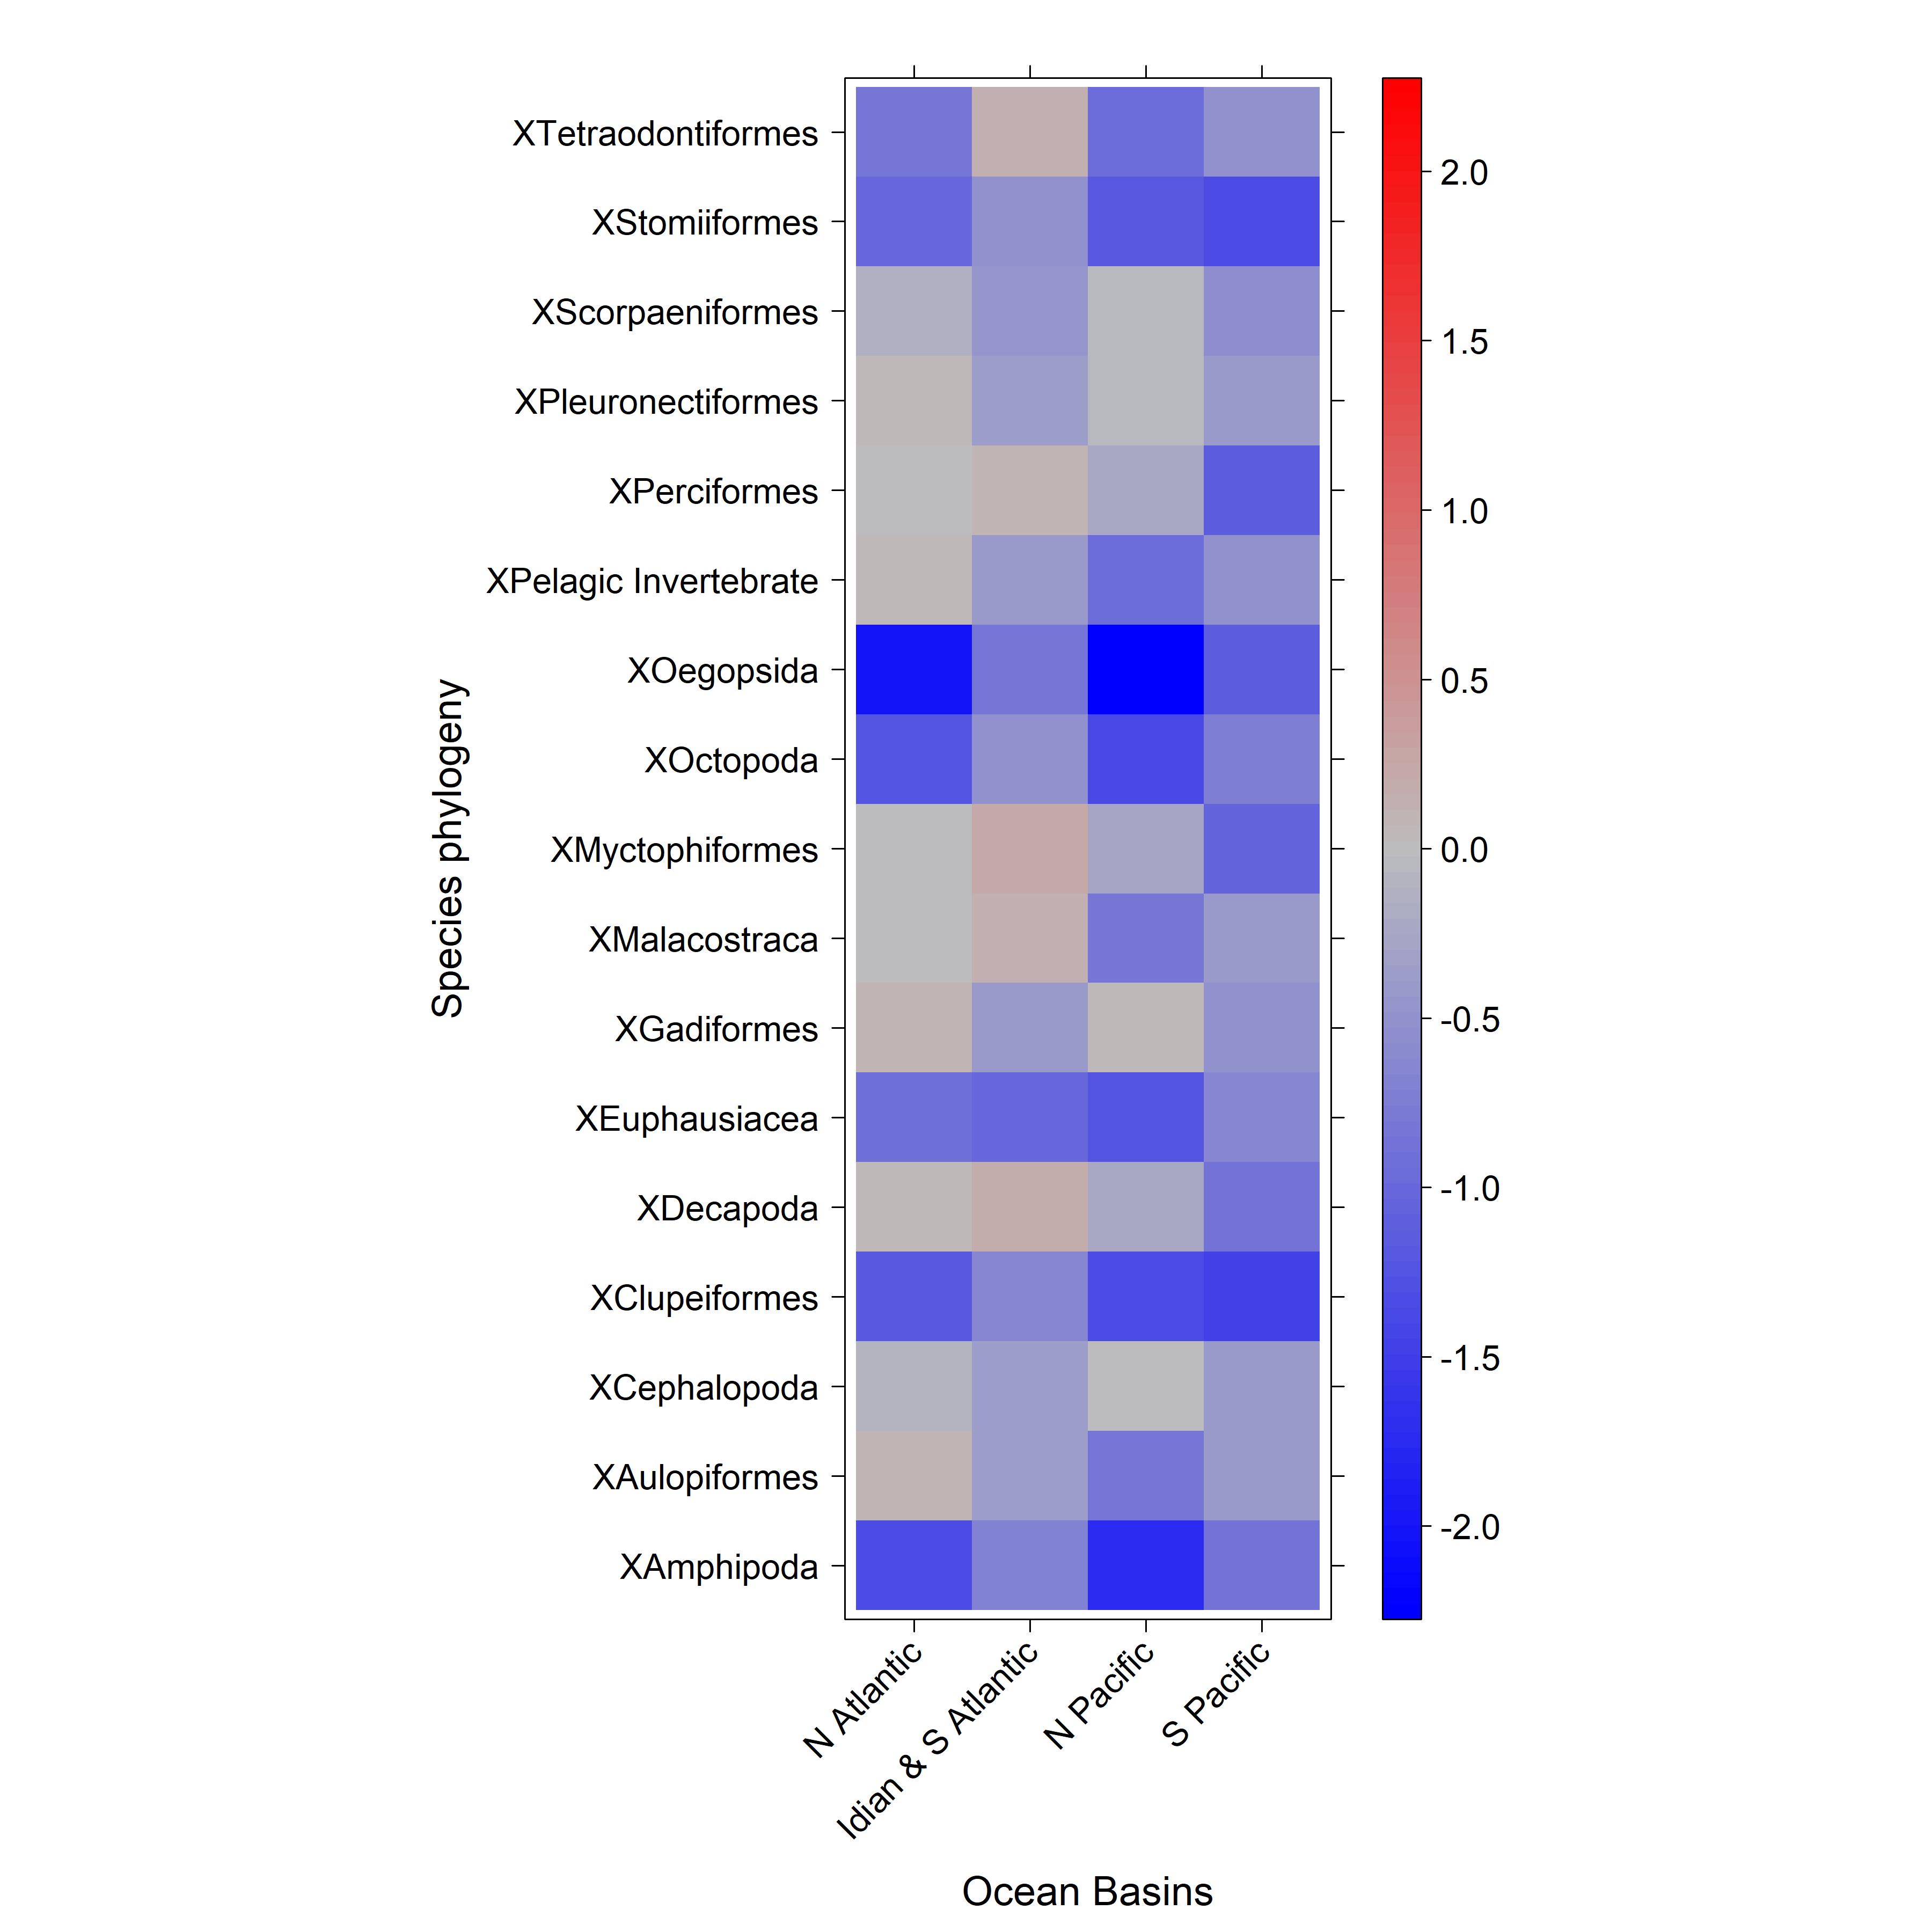 XTetraodontiformes
XStomiiformes
XScorpaeniformes
XPleuronectiformes
XPerciformes
XPelagic Invertebrate
XOegopsida
XOctopoda
XMyctophiformes
XMalacostraca
XGadiformes
XEuphausiacea
XDecapoda
XClupeiformes
XCephalopoda
XAulopiformes
XAmphipoda
Species phylogeny
N Atlantic
Idian & S Atlantic
N Pacific
S Pacific
Ocean Basins
2.0
1.5
1.0
0.5
0.0
-0.5
-1.0
-1.5
-2.0